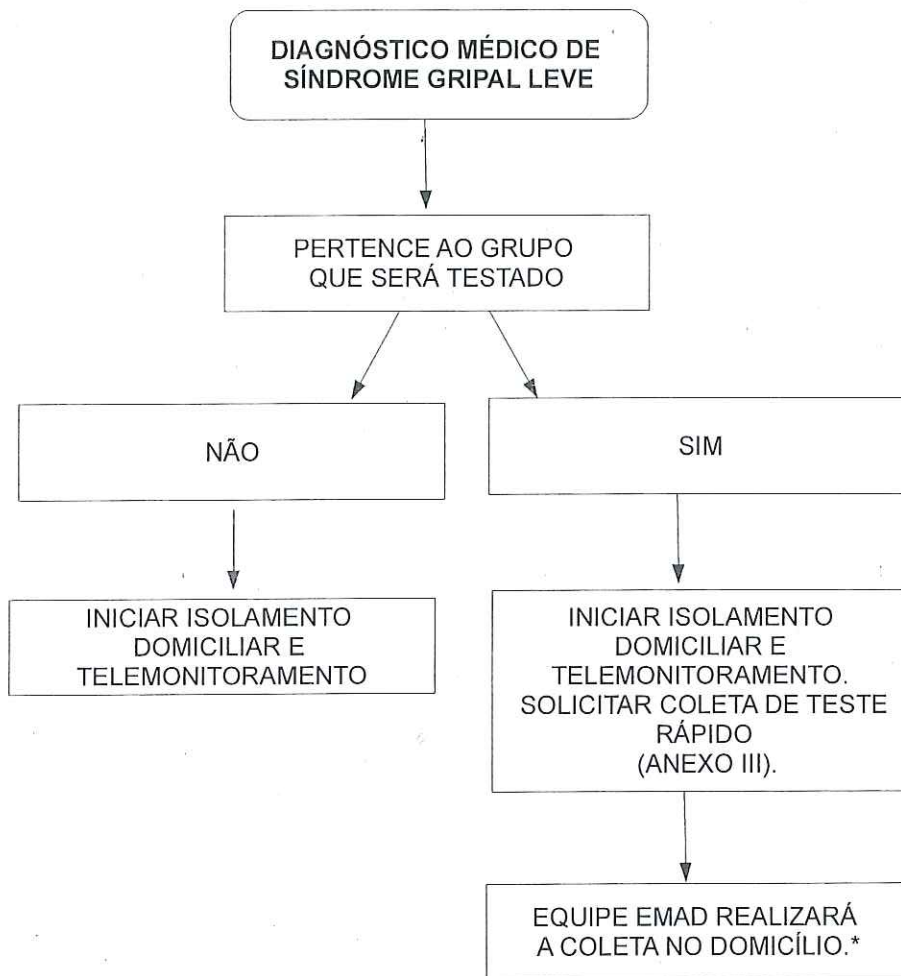 DIAGNÓSTICO MÉDICO DE
SÍNDROME GRIPAL LEVE
PERTENCE AO GRUPO
QUE SERÁ TESTADO
NÃO
SIM
INICIAR ISOLAMENTO
DOMICILIAR E
TELEMONITORAMENTO
INICIAR ISOLAMENTO
DOMICILIAR E
TELEMONITORAMENTO.
SOLICITAR COLETA DE TESTE
RÁPIDO
(ANEXO III).
EQUIPE EMAD REALIZARÁ
A COLETA NO DOMICÍLIO.*